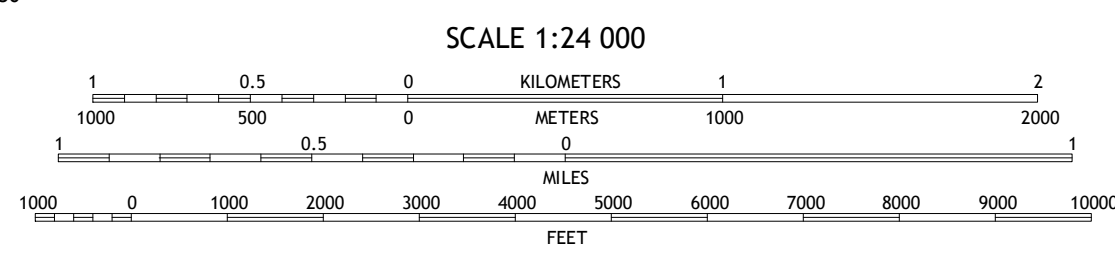 SCALE 1:24 000
1 0.5 0 KILOMETERS 1 2
1000 500 0 METERS 1000 2000
1 0.5 0 1
MILES
1000 0 1000 2000 3000 4000 5000 6000 7000 8000 9000 10000
FEET